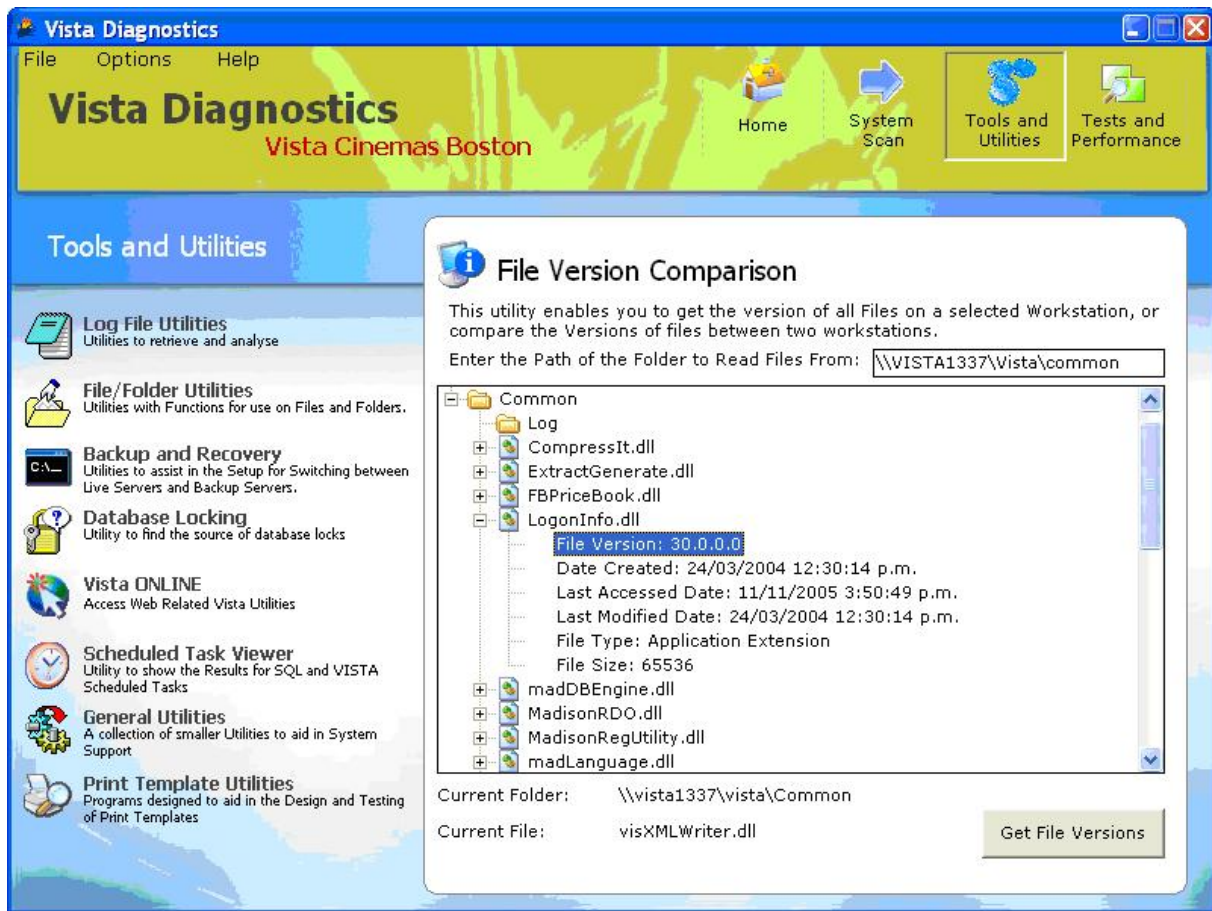 Vista Diagnostics
File Options Help
Vista Diagnostics
Vista Cinemas Boston
Home
System
Scan
Tools and
Utilities
Tests and
Performance
Tools and Utilities
Log File Utilities
Utilities to retrieve and analyse
File/Folder Utilities
Utilities with Functions for use on Files and Folders.
Backup and Recovery
Utilities to assist in the Setup for Switching between
Live Servers and Backup Servers.
Database Locking
Utility to find the source of database locks
Vista ONLINE
Access Web Related Vista Utilities
Scheduled Task Viewer
Utility to show the Results for SQL and VISTA
Scheduled Tasks
General Utilities
A collection of smaller Utilities to aid in System
Support
Print Template Utilities
Programs designed to aid in the Design and Testing
of Print Templates
File Version Comparison
This utility enables you to get the version of all Files on a selected Workstation, or
compare the Versions of files between two workstations.
Enter the Path of the Folder to Read Files From: \\VISTA1337\Vista\common
Common
Log
CompressIt.dll
ExtractGenerate.dll
FBPriceBook.dll
LogonInfo.dll
File Version: 30.0.0.0
Date Created: 24/03/2004 12:30:14 p.m.
Last Accessed Date: 11/11/2005 3:50:49 p.m.
Last Modified Date: 24/03/2004 12:30:14 p.m.
File Type: Application Extension
File Size: 65536
madDBEngine.dll
MadisonRDO.dll
MadisonRegUtility.dll
madLanguage.dll
Current Folder: \\vista1337\vista\Common
Current File: visXMLWriter.dll
Get File Versions
C:\_